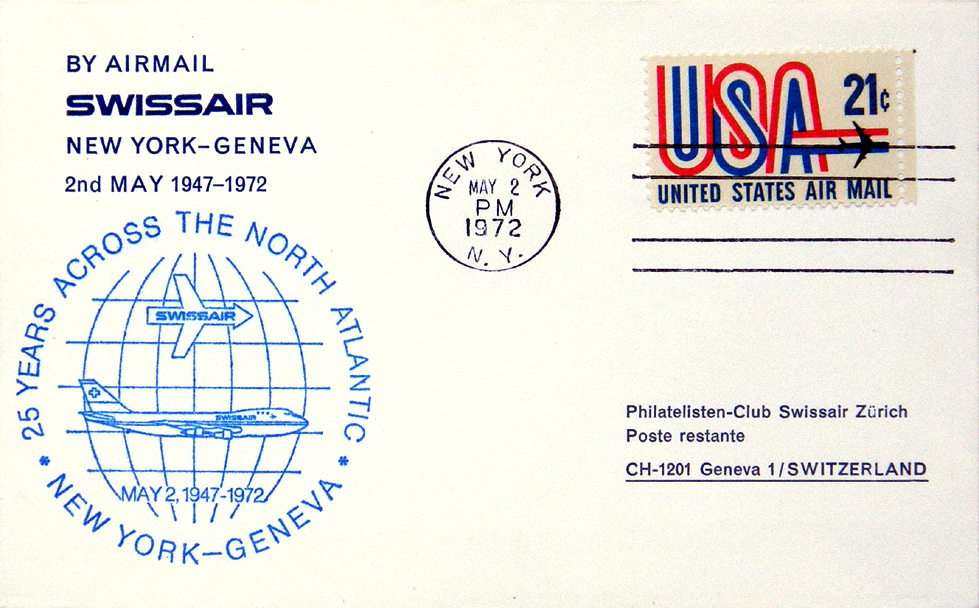 BY AIRMAIL
SWISSAIR
NEW YORK–GENEVA
2nd MAY 1947–1972
25 YEARS ACROSS THE NORTH ATLANTIC
SWISSAIR
SWISSAIR
MAY 2, 1947-1972
* NEW YORK–GENEVA *
NEW YORK
MAY 2
PM
1972
N. Y.
USA 21¢
UNITED STATES AIR MAIL
Philatelisten-Club Swissair Zürich
Poste restante
CH-1201 Geneva 1/SWITZERLAND